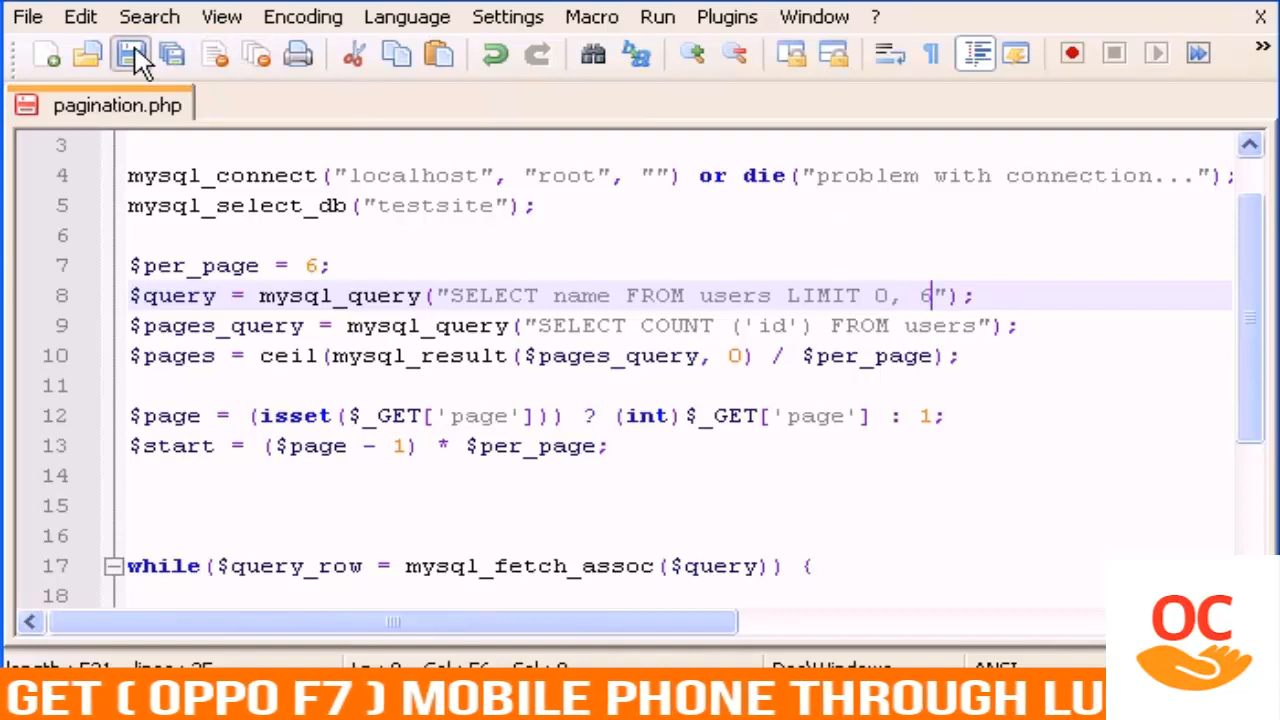 File Edit Search View Encoding Language Settings Macro Run Plugins Window ? X
pagination.php
3
4 mysql_connect("localhost", "root", "") or die("problem with connection...");
5 mysql_select_db("testsite");
6
7 $per_page = 6;
8 $query = mysql_query("SELECT name FROM users LIMIT 0, 6");
9 $pages_query = mysql_query("SELECT COUNT ('id') FROM users");
10 $pages = ceil(mysql_result($pages_query, 0) / $per_page);
11
12 $page = (isset($_GET['page'])) ? (int)$_GET['page'] : 1;
13 $start = ($page - 1) * $per_page;
14
15
16
17 while($query_row = mysql_fetch_assoc($query)) {
18
OC
GET ( OPPO F7 ) MOBILE PHONE THROUGH LU